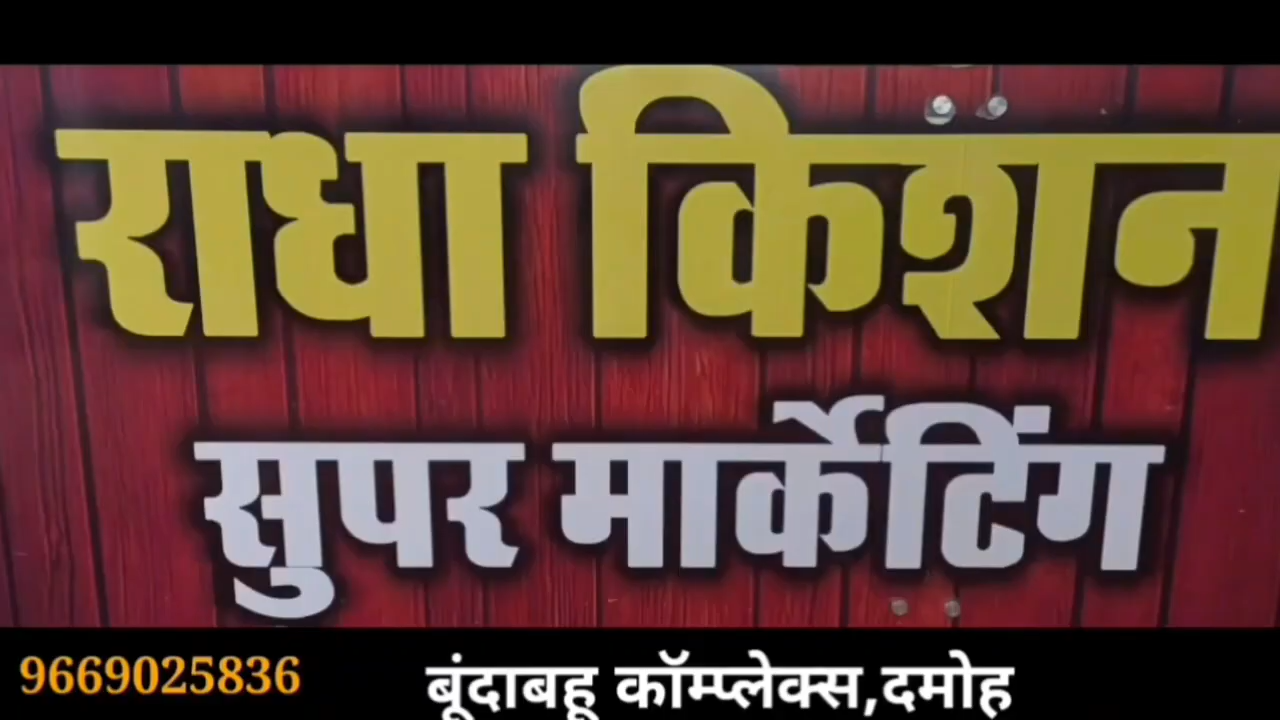 राधा किशन
सुपर मार्केटिंग
9669025836 बूंदाबहू कॉम्प्लेक्स,दमोह